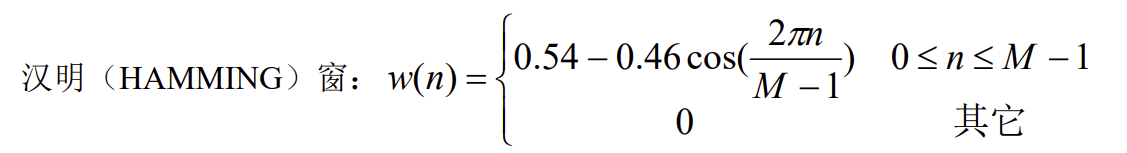 汉明（HAMMING）窗： w(n) = { 0.54 − 0.46 cos(2πn / (M − 1))    0 ≤ n ≤ M − 1
0    其它